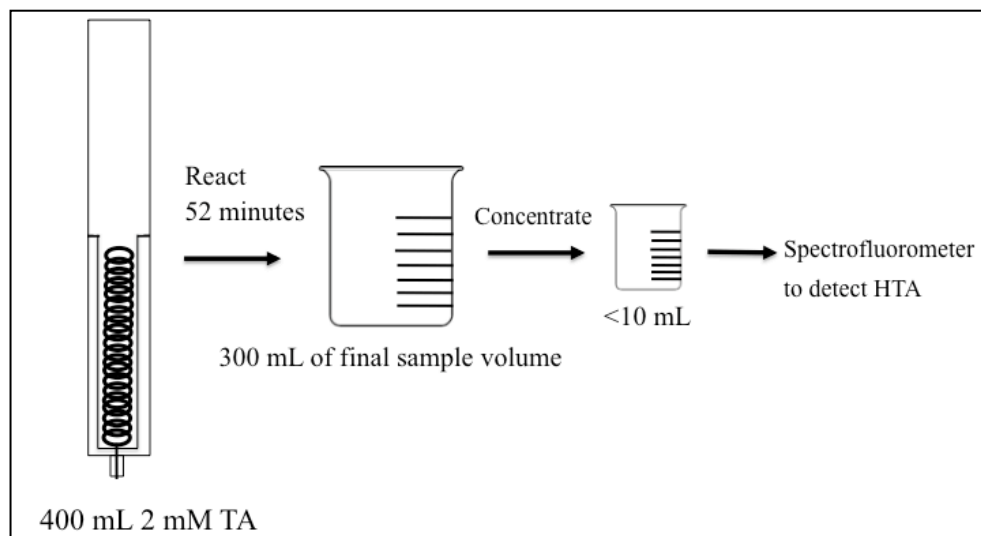 React
52 minutes
Concentrate
Spectrofluorometer
to detect HTA
<10 mL
300 mL of final sample volume
400 mL 2 mM TA